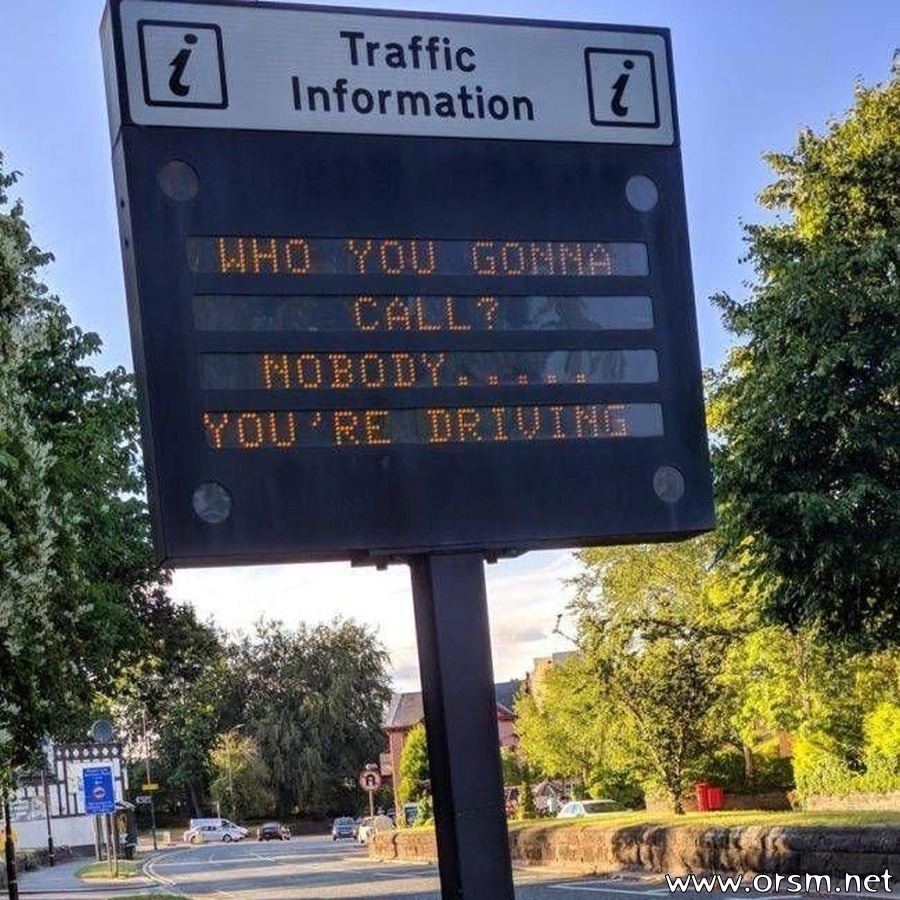 i
Traffic
i
Information
WHO YOU GONNA
CALL?
NOBODY......
YOU'RE DRIVING
www.orsm.net